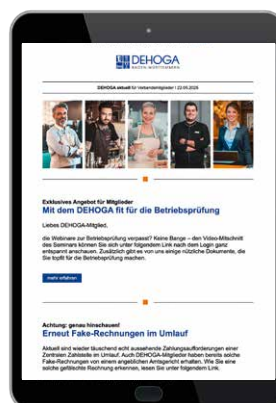 DEHOGA
BADEN-WÜRTTEMBERG
DEHOGA aktuell für Verbandsmitglieder | 22.05.2025
Exklusives Angebot für Mitglieder
Mit dem DEHOGA fit für die Betriebsprüfung
Liebes DEHOGA-Mitglied,
die Webinare zur Betriebsprüfung verpasst? Keine Bange – den Video-Mitschnitt
des Seminars können Sie sich unter folgendem Link nach dem Login ganz
entspannt anschauen. Zusätzlich gibt es von uns einige nützliche Dokumente, die
Sie topfit für die Betriebsprüfung machen.
mehr erfahren
Achtung: genau hinschauen!
Erneut Fake-Rechnungen im Umlauf
Aktuell sind wieder täuschend echt aussehende Zahlungsaufforderungen einer
Zentralen Zahlstelle im Umlauf. Auch DEHOGA-Mitglieder haben bereits solche
Fake-Rechnungen von einem angeblichen Amtsgericht erhalten. Wie Sie eine
solche gefälschte Rechnung erkennen, lesen Sie unter folgendem Link.